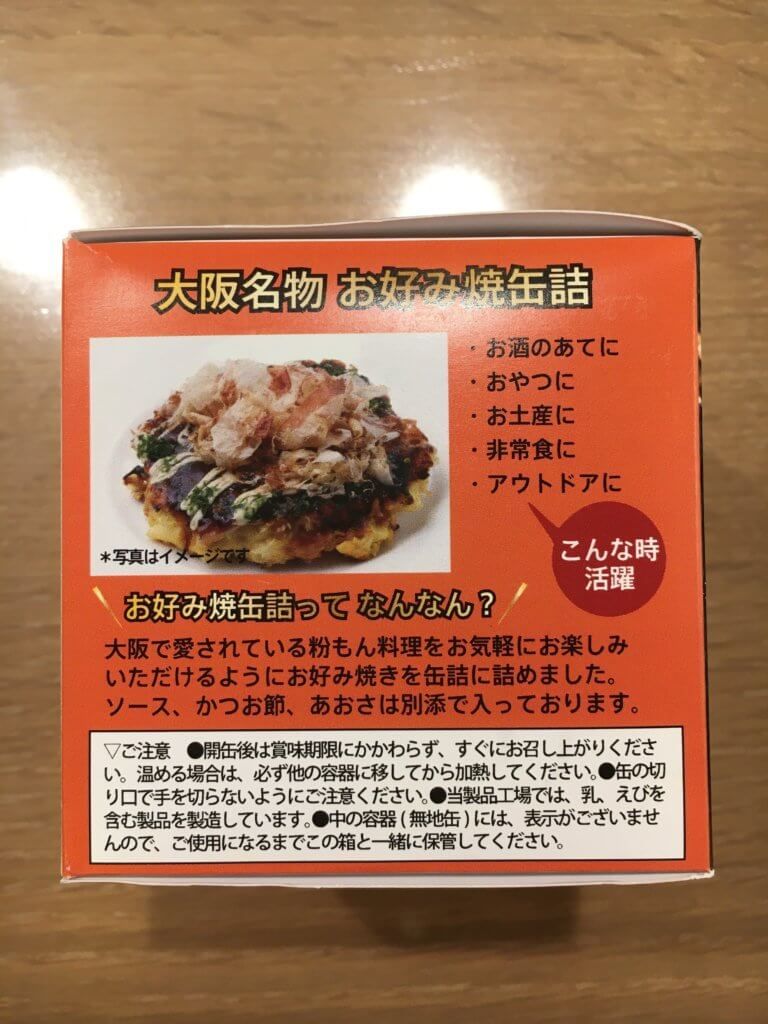 大阪名物 お好み焼缶詰
・お酒のあてに
・おやつに
・お土産に
・非常食に
・アウトドアに
こんな時
活躍
＊写真はイメージです
お好み焼缶詰って なんなん？
大阪で愛されている粉もん料理をお気軽にお楽しみ
いただけるようにお好み焼きを缶詰に詰めました。
ソース、かつお節、あおさは別添で入っております。
▽ご注意　●開缶後は賞味期限にかかわらず、すぐにお召し上がりくださ
い。温める場合は、必ず他の容器に移してから加熱してください。●缶の切
り口で手を切らないようにご注意ください。●当製品工場では、乳、えびを
含む製品を製造しています。●中の容器(無地缶)には、表示がございませ
んので、ご使用になるまでこの箱と一緒に保管してください。